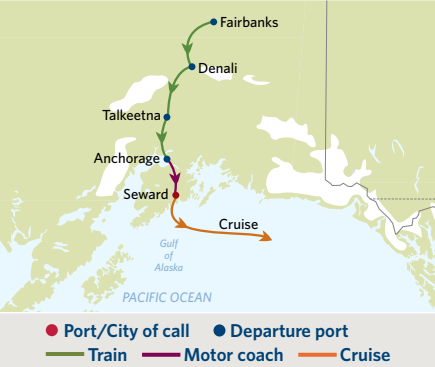 Fairbanks
Denali
Talkeetna
Anchorage
Seward
Cruise
Gulf
of
Alaska
PACIFIC OCEAN
Port/City of call
Departure port
Train
Motor coach
Cruise